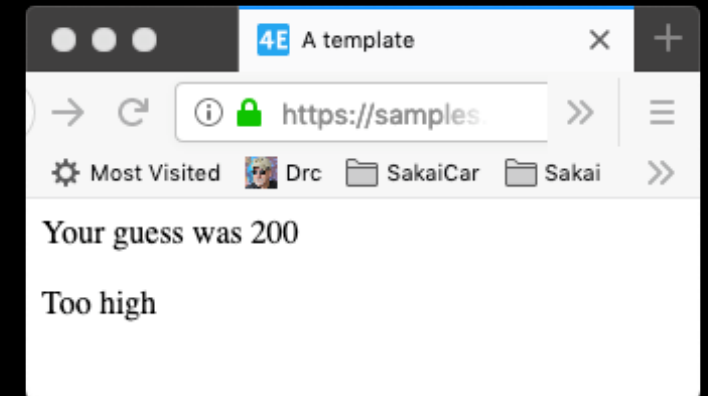 4E A template
https://samples.
Most Visited Drc SakaiCar Sakai
Your guess was 200
Too high